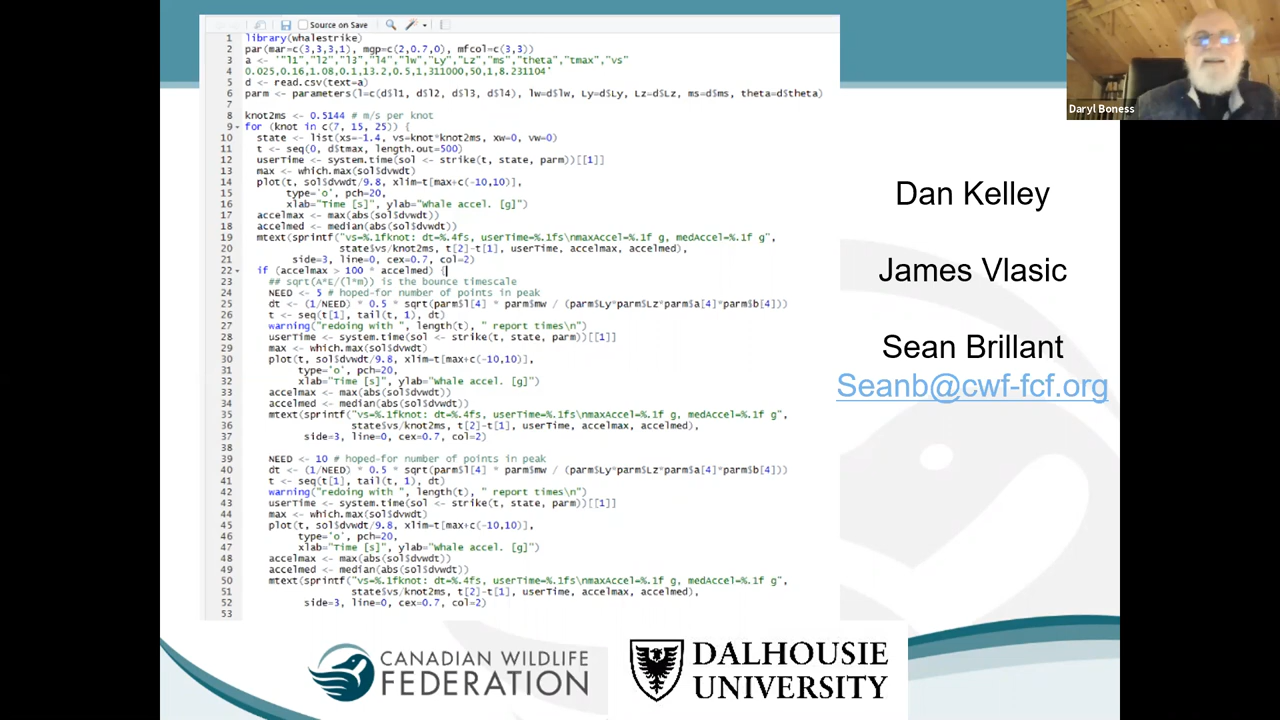 Source on Save
1 library(whalestrike)
2 par(mar=c(3,3,3,1), mgp=c(2,0.7,0), mfcol=c(3,3))
3 a <- '"l1","l2","l3","l4","lw","Ly","Lz","ms","theta","tmax","vs"
4 0.025,0.16,1.08,0.1,13.2,0.5,1,311000,50,1,8.231104'
5 d <- read.csv(text=a)
6 parm <- parameters(l=c(d$l1, d$l2, d$l3, d$l4), lw=d$lw, Ly=d$Ly, Lz=d$Lz, ms=d$ms, theta=d$theta)
7
8 knot2ms <- 0.5144 # m/s per knot
9 for (knot in c(7, 15, 25)) {
10 state <- list(xs=-1.4, vs=knot*knot2ms, xw=0, vw=0)
11 t <- seq(0, d$tmax, length.out=500)
12 userTime <- system.time(sol <- strike(t, state, parm))[[1]]
13 max <- which.max(sol$dvwdt)
14 plot(t, sol$dvwdt/9.8, xlim=t[max+c(-10,10)],
15 type='o', pch=20,
16 xlab="Time [s]", ylab="Whale accel. [g]")
17 accelmax <- max(abs(sol$dvwdt))
18 accelmed <- median(abs(sol$dvwdt))
19 mtext(sprintf("vs=%.1fknot: dt=%.4fs, userTime=%.1fs\nmaxAccel=%.1f g, medAccel=%.1f g",
20 state$vs/knot2ms, t[2]-t[1], userTime, accelmax, accelmed),
21 side=3, line=0, cex=0.7, col=2)
22 if (accelmax > 100 * accelmed) {
23 ## sqrt(A*E/(l*m)) is the bounce timescale
24 NEED <- 5 # hoped-for number of points in peak
25 dt <- (1/NEED) * 0.5 * sqrt(parm$l[4] * parm$mw / (parm$Ly*parm$Lz*parm$a[4]*parm$b[4]))
26 t <- seq(t[1], tail(t, 1), dt)
27 warning("redoing with ", length(t), " report times\n")
28 userTime <- system.time(sol <- strike(t, state, parm))[[1]]
29 max <- which.max(sol$dvwdt)
30 plot(t, sol$dvwdt/9.8, xlim=t[max+c(-10,10)],
31 type='o', pch=20,
32 xlab="Time [s]", ylab="Whale accel. [g]")
33 accelmax <- max(abs(sol$dvwdt))
34 accelmed <- median(abs(sol$dvwdt))
35 mtext(sprintf("vs=%.1fknot: dt=%.4fs, userTime=%.1fs\nmaxAccel=%.1f g, medAccel=%.1f g",
36 state$vs/knot2ms, t[2]-t[1], userTime, accelmax, accelmed),
37 side=3, line=0, cex=0.7, col=2)
38
39 NEED <- 10 # hoped-for number of points in peak
40 dt <- (1/NEED) * 0.5 * sqrt(parm$l[4] * parm$mw / (parm$Ly*parm$Lz*parm$a[4]*parm$b[4]))
41 t <- seq(t[1], tail(t, 1), dt)
42 warning("redoing with ", length(t), " report times\n")
43 userTime <- system.time(sol <- strike(t, state, parm))[[1]]
44 max <- which.max(sol$dvwdt)
45 plot(t, sol$dvwdt/9.8, xlim=t[max+c(-10,10)],
46 type='o', pch=20,
47 xlab="Time [s]", ylab="Whale accel. [g]")
48 accelmax <- max(abs(sol$dvwdt))
49 accelmed <- median(abs(sol$dvwdt))
50 mtext(sprintf("vs=%.1fknot: dt=%.4fs, userTime=%.1fs\nmaxAccel=%.1f g, medAccel=%.1f g",
51 state$vs/knot2ms, t[2]-t[1], userTime, accelmax, accelmed),
52 side=3, line=0, cex=0.7, col=2)
53
Daryl Boness
Dan Kelley
James Vlasic
Sean Brillant
Seanb@cwf-fcf.org
CANADIAN WILDLIFE
FEDERATION
DALHOUSIE
UNIVERSITY